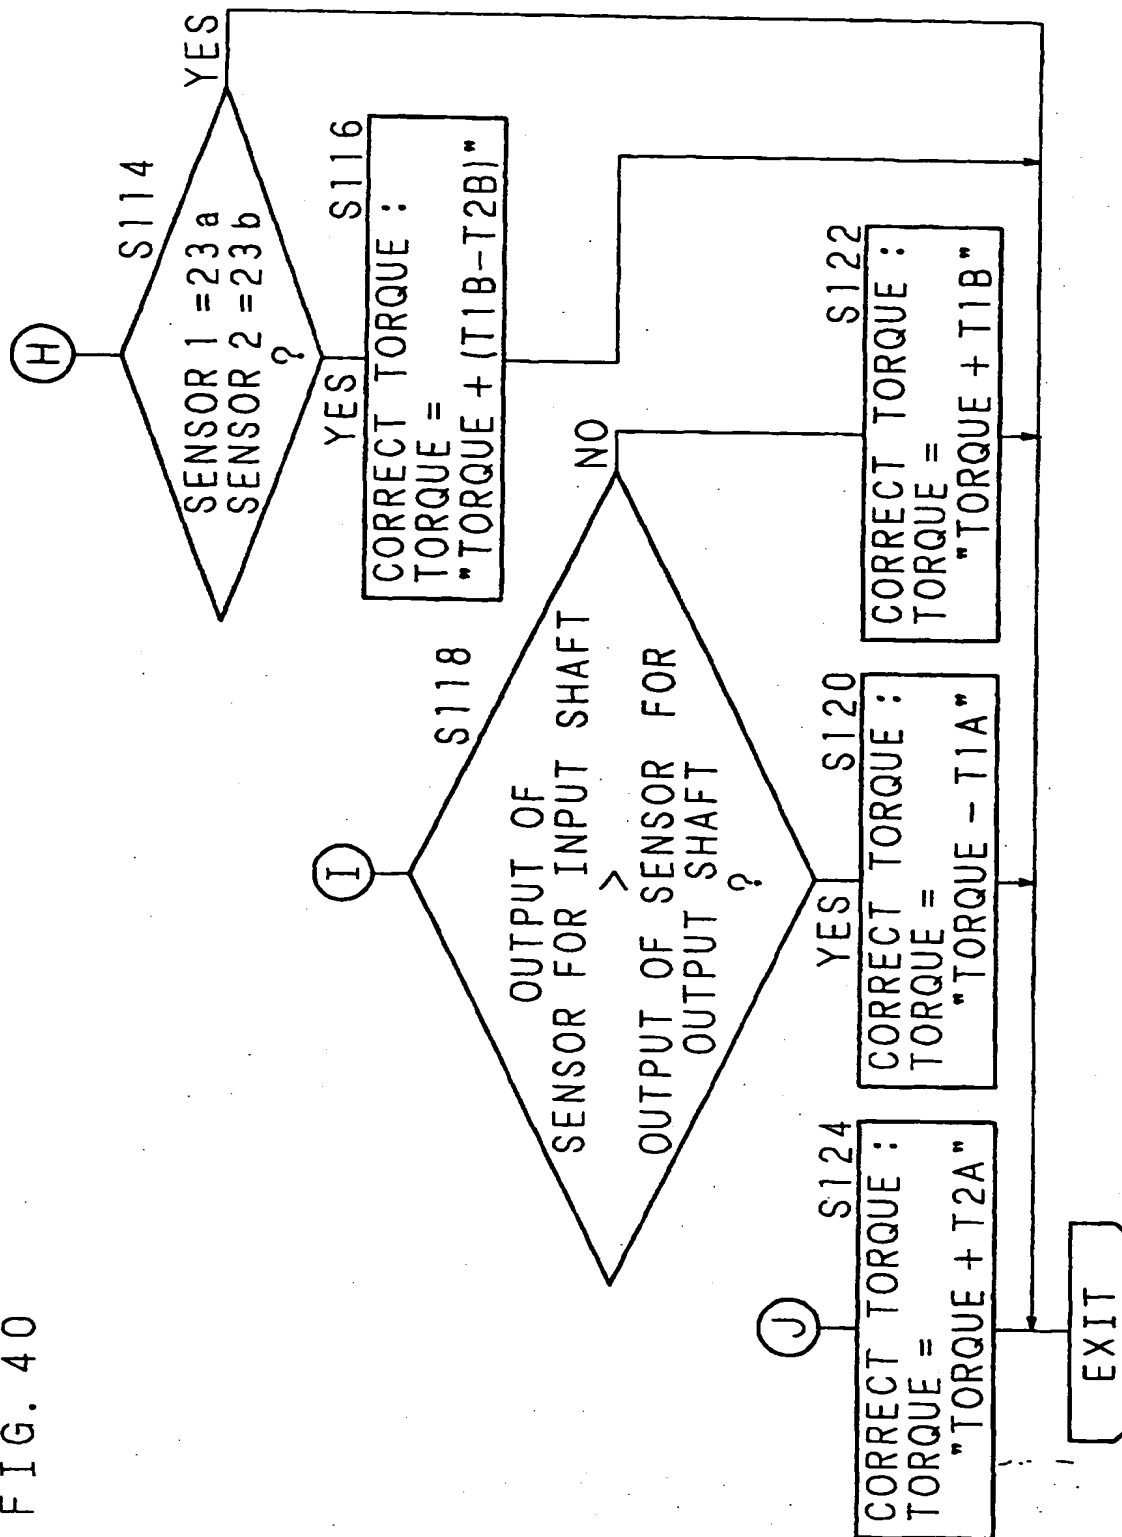 FIG. 40
J
S124
CORRECT TORQUE :
TORQUE =
"TORQUE + T2A"
EXIT
I
S118
OUTPUT OF
SENSOR FOR INPUT SHAFT
>
OUTPUT OF SENSOR FOR
OUTPUT SHAFT
?
YES
NO
S120
CORRECT TORQUE :
TORQUE =
"TORQUE - T1A"
S122
CORRECT TORQUE :
TORQUE =
"TORQUE + T1B"
H
S114
SENSOR 1 =23a
SENSOR 2 =23b
?
YES
YES
S116
CORRECT TORQUE :
TORQUE =
"TORQUE + (T1B-T2B)"